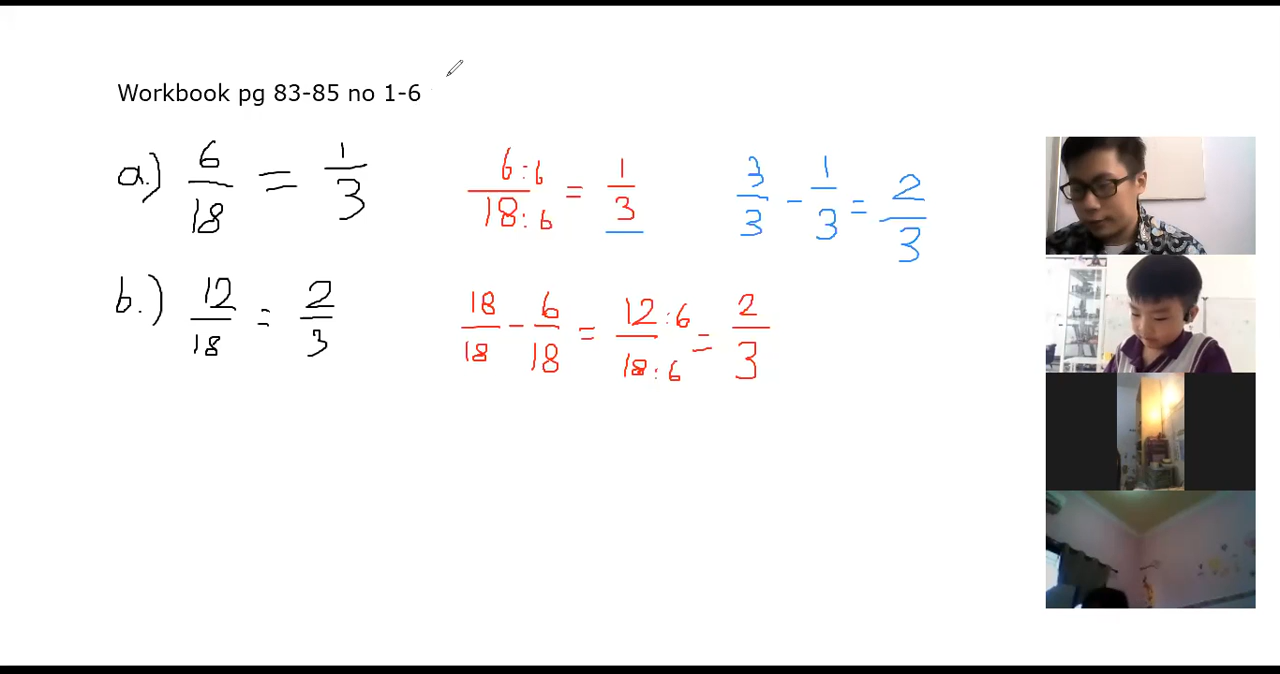 Workbook pg 83-85 no 1-6
a.) 6/18 = 1/3
6:6/18:6 = 1/3
3/3 - 1/3 = 2/3
b.) 12/18 = 2/3
18/18 - 6/18 = 12:6/18:6 = 2/3